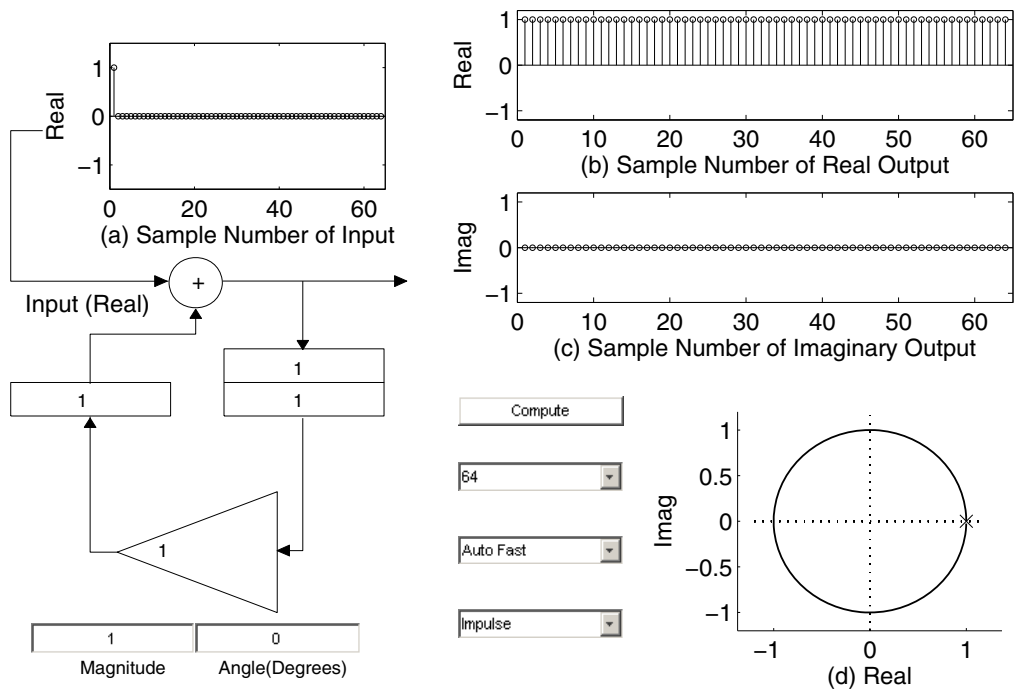 1
0
−1
Real
0 20 40 60
(a) Sample Number of Input
1
0
−1
Real
0 10 20 30 40 50 60
(b) Sample Number of Real Output
1
0
−1
Imag
0 10 20 30 40 50 60
(c) Sample Number of Imaginary Output
+
Input (Real)
1
1
1
1
1 0
Magnitude Angle(Degrees)
Compute
64
Auto Fast
Impulse
1
0.5
0
−0.5
−1
Imag
−1 0 1
(d) Real